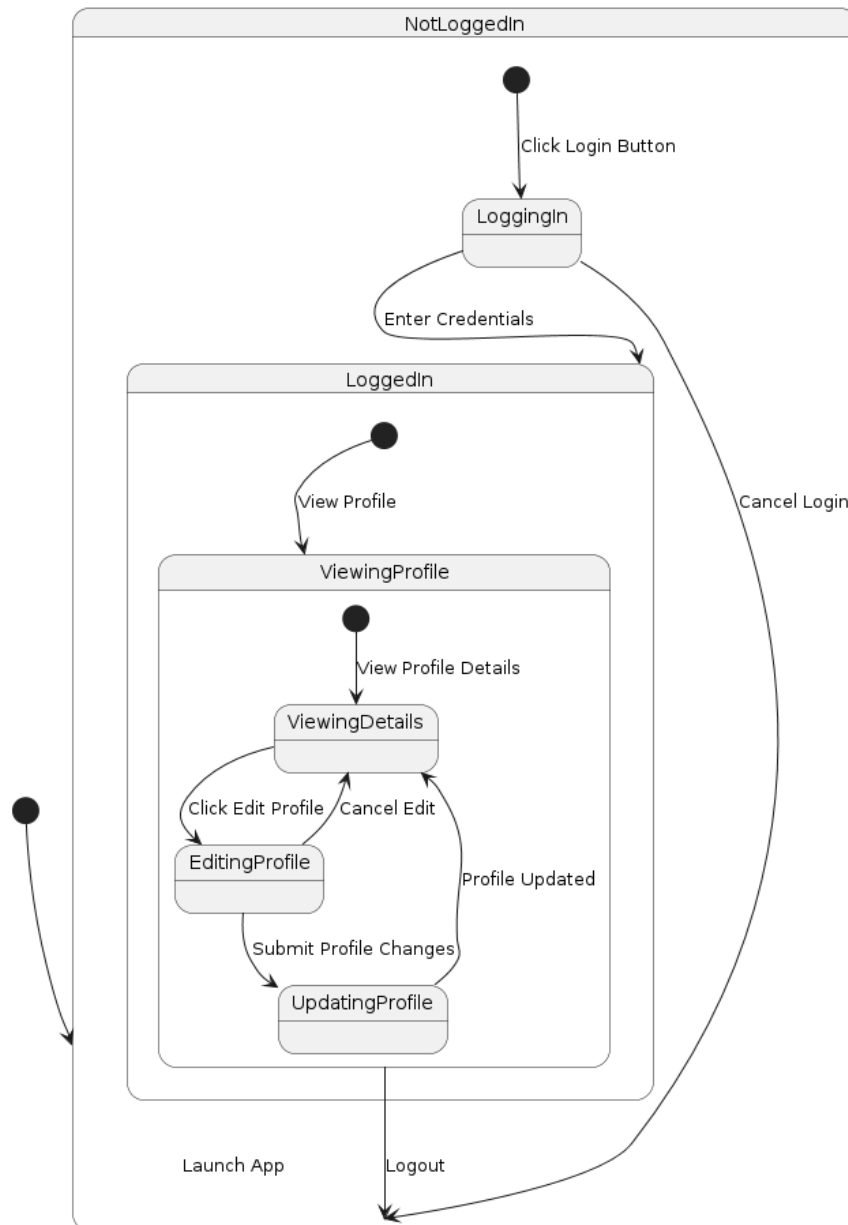 NotLoggedIn
Click Login Button
LoggingIn
Enter Credentials
LoggedIn
View Profile
Cancel Login
ViewingProfile
View Profile Details
ViewingDetails
Click Edit Profile
Cancel Edit
EditingProfile
Profile Updated
Submit Profile Changes
UpdatingProfile
Launch App
Logout